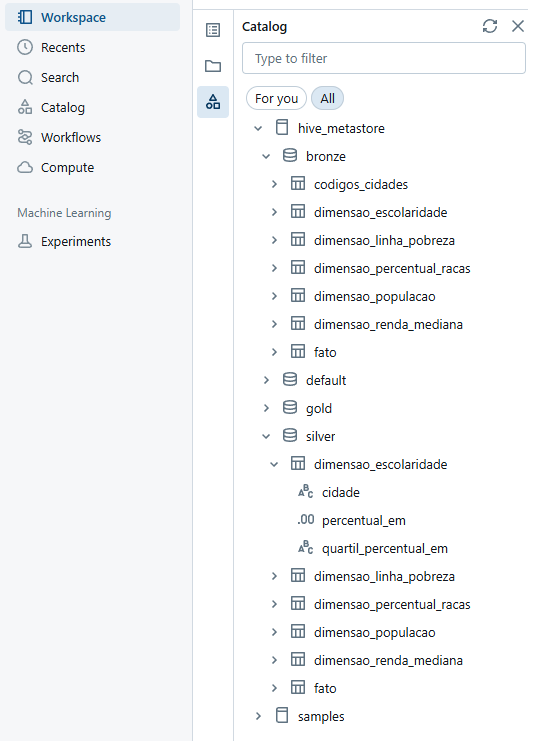 Workspace
Recents
Search
Catalog
Workflows
Compute
Machine Learning
Experiments
Catalog
Type to filter
For you
All
hive_metastore
bronze
codigos_cidades
dimensao_escolaridade
dimensao_linha_pobreza
dimensao_percentual_racas
dimensao_populacao
dimensao_renda_mediana
fato
default
gold
silver
dimensao_escolaridade
ABC cidade
.00 percentual_em
ABC quartil_percentual_em
dimensao_linha_pobreza
dimensao_percentual_racas
dimensao_populacao
dimensao_renda_mediana
fato
samples